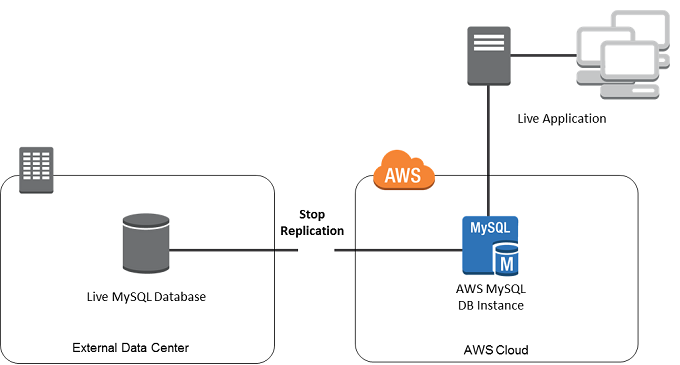 Live Application
AWS
Stop
Replication
MySQL
M
Live MySQL Database
AWS MySQL
DB Instance
External Data Center
AWS Cloud